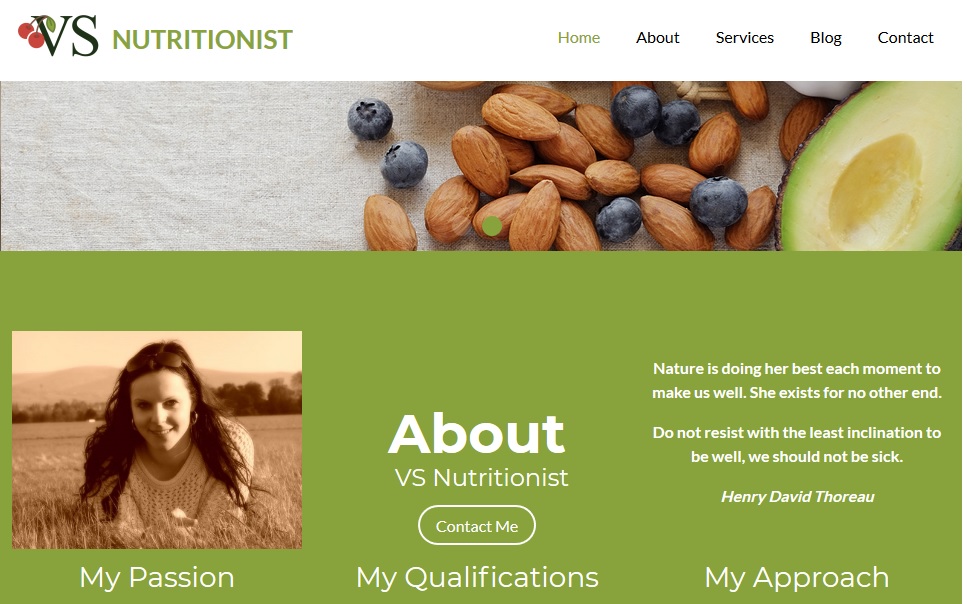 VS NUTRITIONIST
Home About Services Blog Contact
About
VS Nutritionist
Contact Me
Nature is doing her best each moment to
make us well. She exists for no other end.
Do not resist with the least inclination to
be well, we should not be sick.
Henry David Thoreau
My Passion
My Qualifications
My Approach